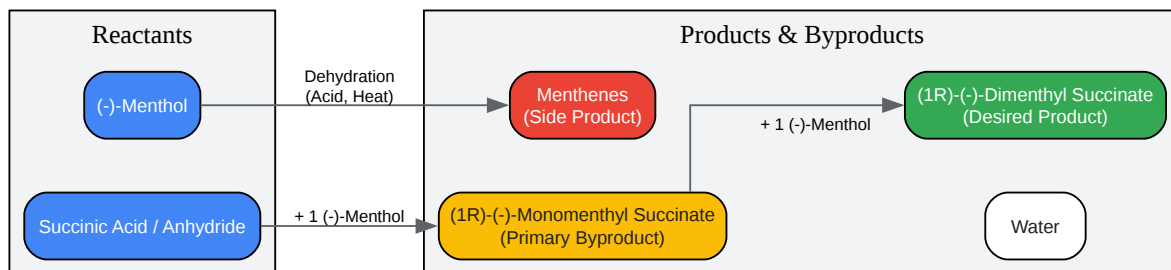 Reactants
Products & Byproducts
(-)-Menthol
Dehydration
(Acid, Heat)
Menthenes
(Side Product)
+ 1 (-)-Menthol
(1R)-(-)-Dimenthyl Succinate
(Desired Product)
Succinic Acid / Anhydride
+ 1 (-)-Menthol
(1R)-(-)-Monomenthyl Succinate
(Primary Byproduct)
Water